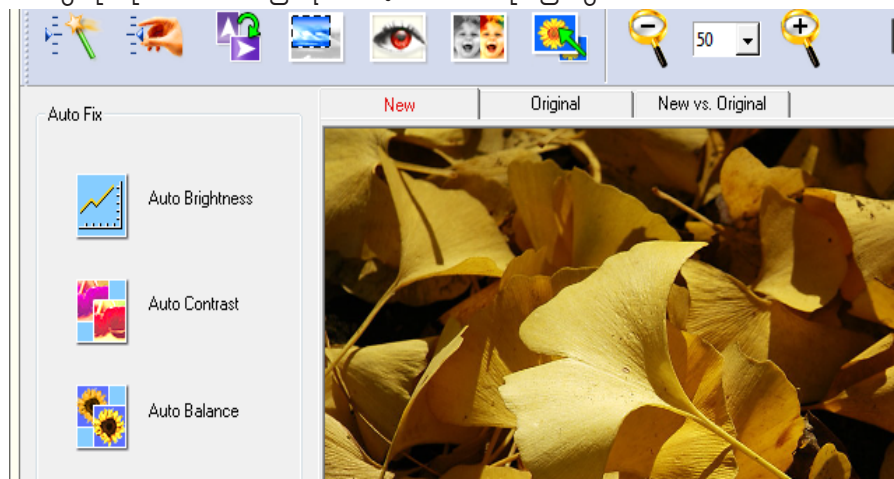 50
New
Original
New vs. Original
Auto Fix
Auto Brightness
Auto Contrast
Auto Balance